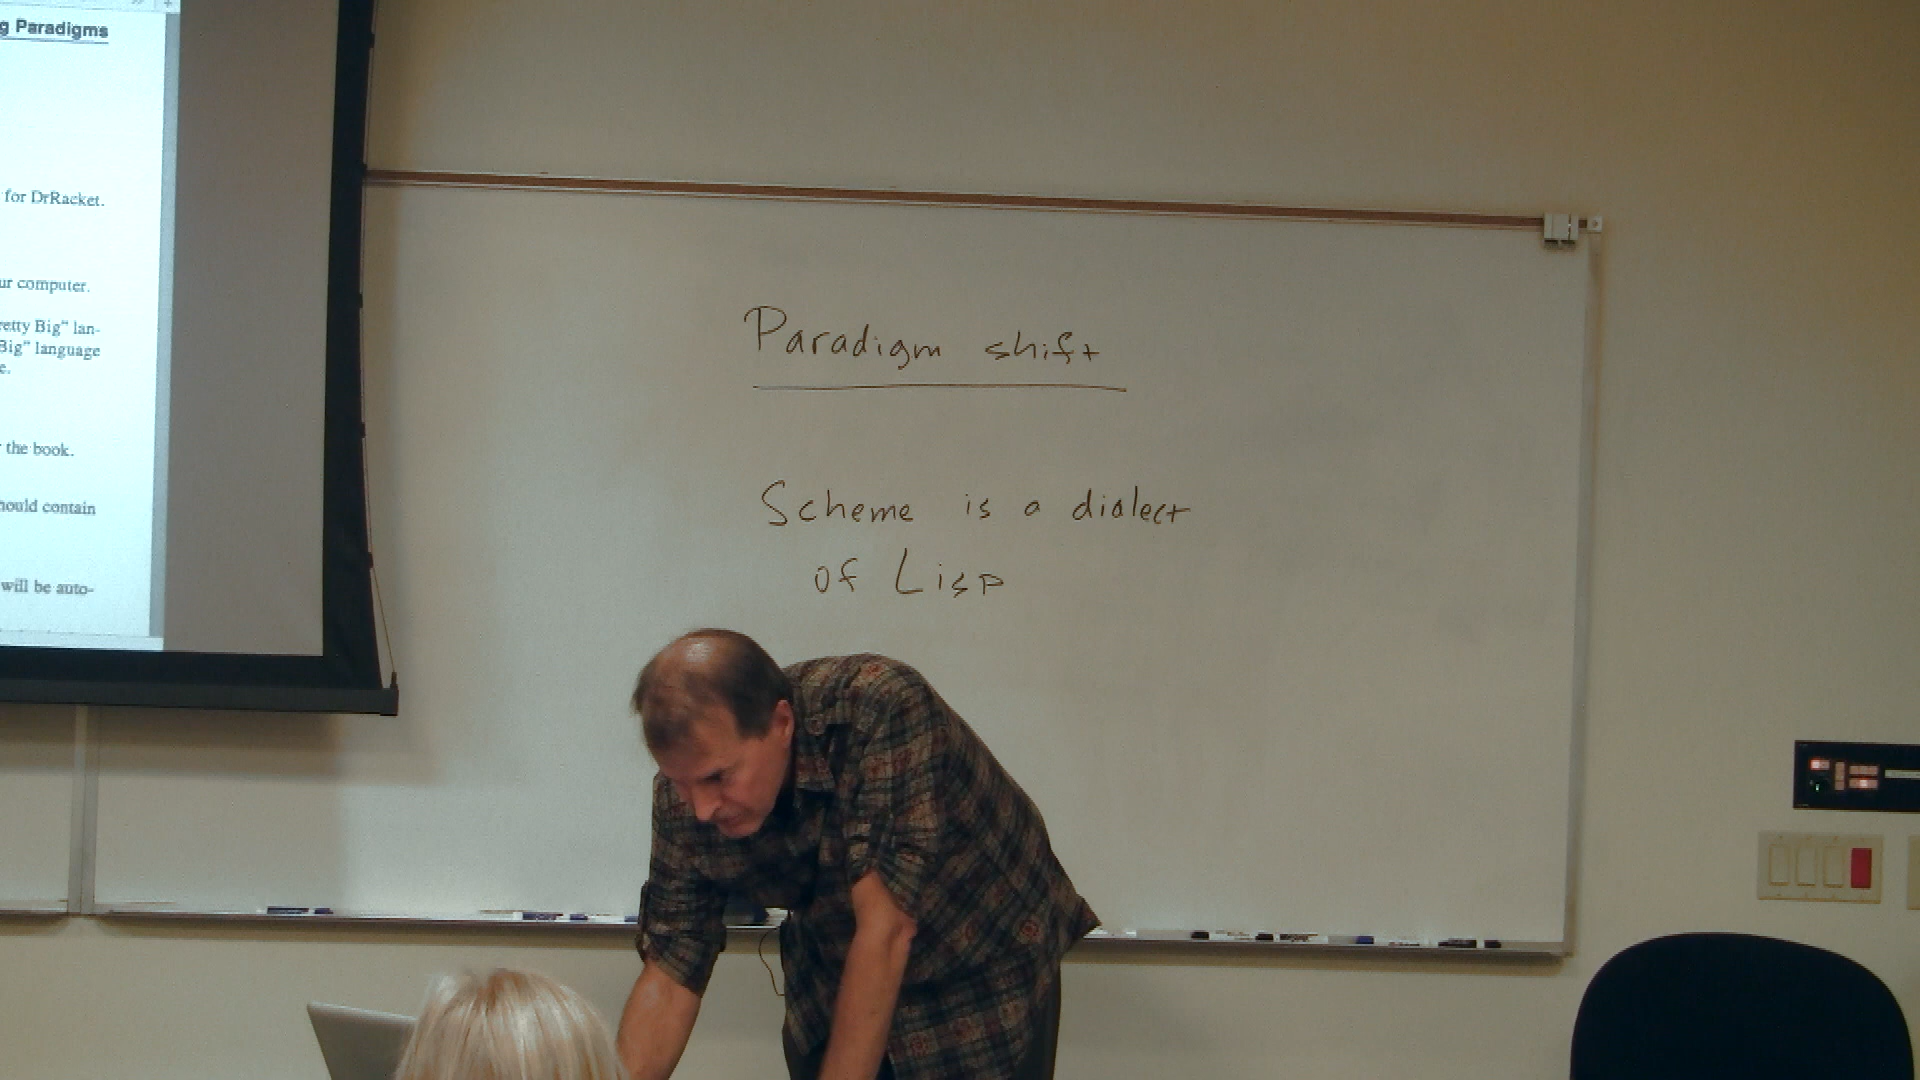 g Paradigms
for DrRacket.
ur computer.
retty Big" lan-
Big" language
e.
the book.
hould contain
will be auto-
Paradigm shift
Scheme is a dialect
of Lisp